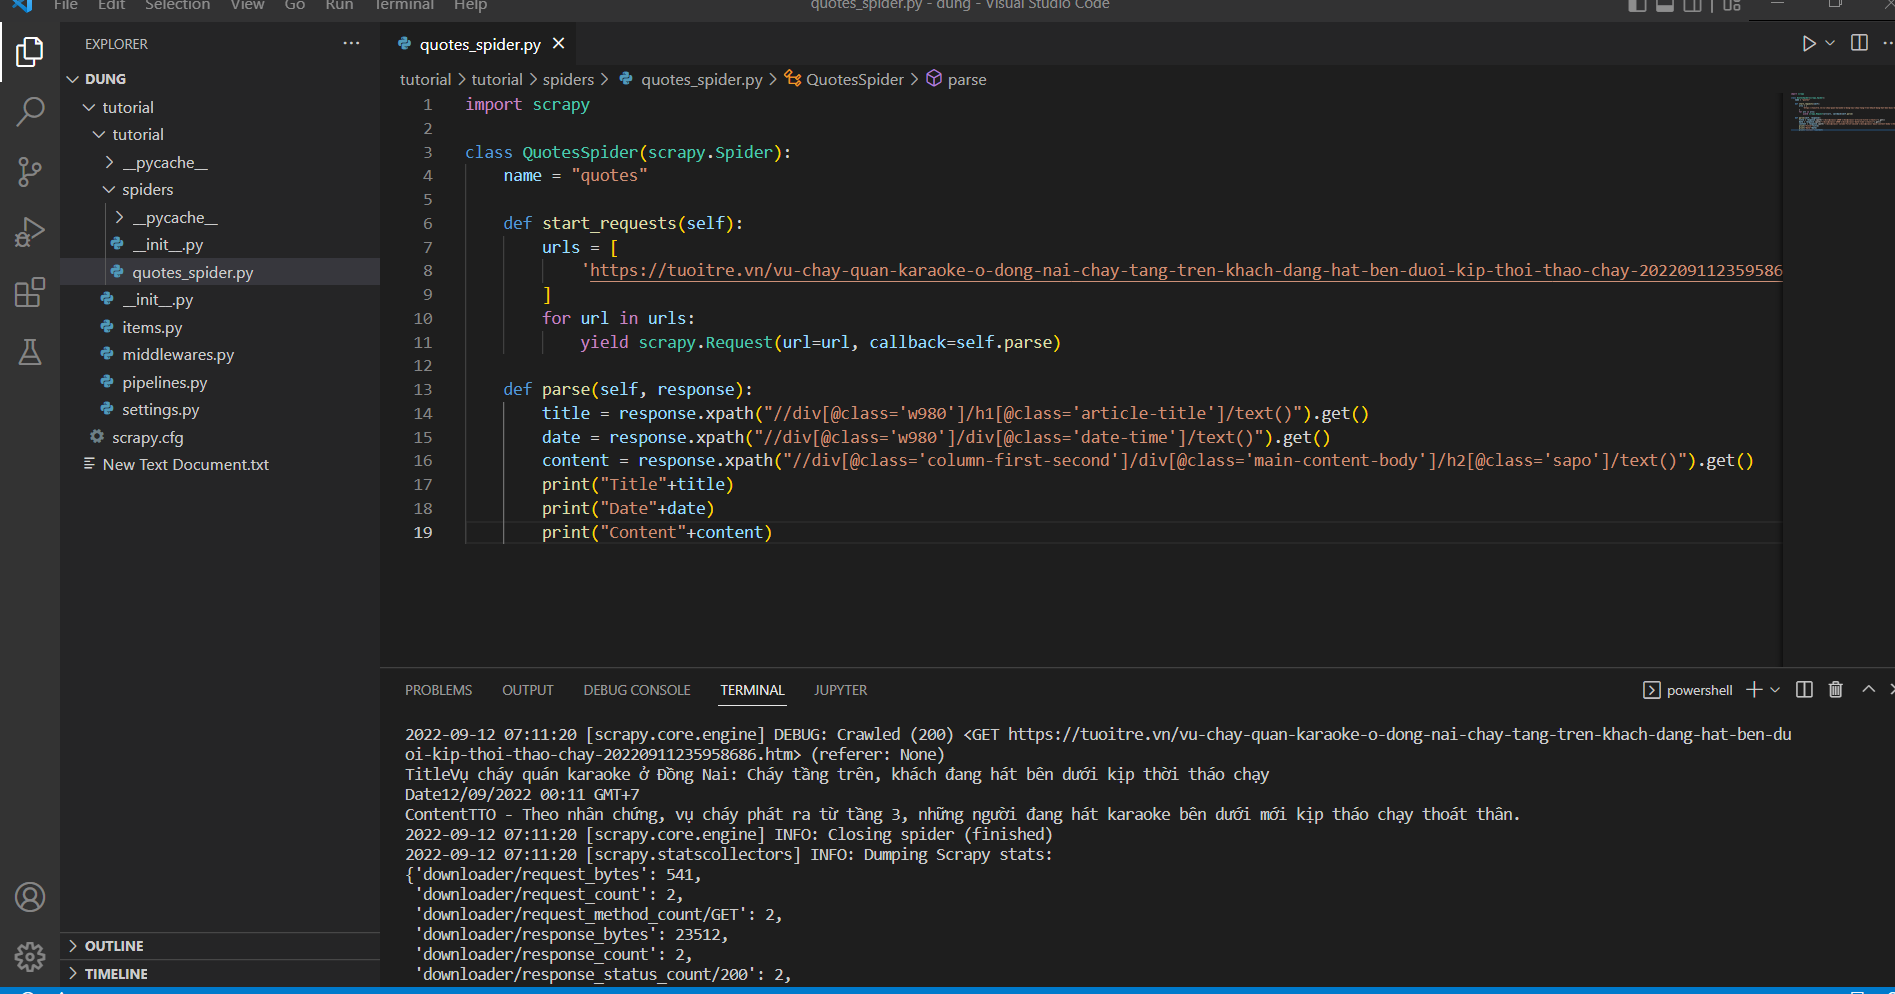 File Edit Selection View Go Run Terminal Help
quotes_spider.py - dung - Visual Studio Code
EXPLORER ···
DUNG
tutorial
tutorial
__pycache__
spiders
__pycache__
__init__.py
quotes_spider.py
__init__.py
items.py
middlewares.py
pipelines.py
settings.py
scrapy.cfg
New Text Document.txt
OUTLINE
TIMELINE
quotes_spider.py
tutorial > tutorial > spiders > quotes_spider.py > QuotesSpider > parse
1 import scrapy
2
3 class QuotesSpider(scrapy.Spider):
4 name = "quotes"
5
6 def start_requests(self):
7 urls = [
8 'https://tuoitre.vn/vu-chay-quan-karaoke-o-dong-nai-chay-tang-tren-khach-dang-hat-ben-duoi-kip-thoi-thao-chay-202209112359586
9 ]
10 for url in urls:
11 yield scrapy.Request(url=url, callback=self.parse)
12
13 def parse(self, response):
14 title = response.xpath("//div[@class='w980']/h1[@class='article-title']/text()").get()
15 date = response.xpath("//div[@class='w980']/div[@class='date-time']/text()").get()
16 content = response.xpath("//div[@class='column-first-second']/div[@class='main-content-body']/h2[@class='sapo']/text()").get()
17 print("Title"+title)
18 print("Date"+date)
19 print("Content"+content)
PROBLEMS OUTPUT DEBUG CONSOLE TERMINAL JUPYTER
powershell
2022-09-12 07:11:20 [scrapy.core.engine] DEBUG: Crawled (200) <GET https://tuoitre.vn/vu-chay-quan-karaoke-o-dong-nai-chay-tang-tren-khach-dang-hat-ben-du
oi-kip-thoi-thao-chay-20220911235958686.htm> (referer: None)
TitleVụ cháy quán karaoke ở Đồng Nai: Cháy tầng trên, khách đang hát bên dưới kịp thời tháo chạy
Date12/09/2022 00:11 GMT+7
ContentTTO - Theo nhân chứng, vụ cháy phát ra từ tầng 3, những người đang hát karaoke bên dưới mới kịp tháo chạy thoát thân.
2022-09-12 07:11:20 [scrapy.core.engine] INFO: Closing spider (finished)
2022-09-12 07:11:20 [scrapy.statscollectors] INFO: Dumping Scrapy stats:
{'downloader/request_bytes': 541,
'downloader/request_count': 2,
'downloader/request_method_count/GET': 2,
'downloader/response_bytes': 23512,
'downloader/response_count': 2,
'downloader/response_status_count/200': 2,